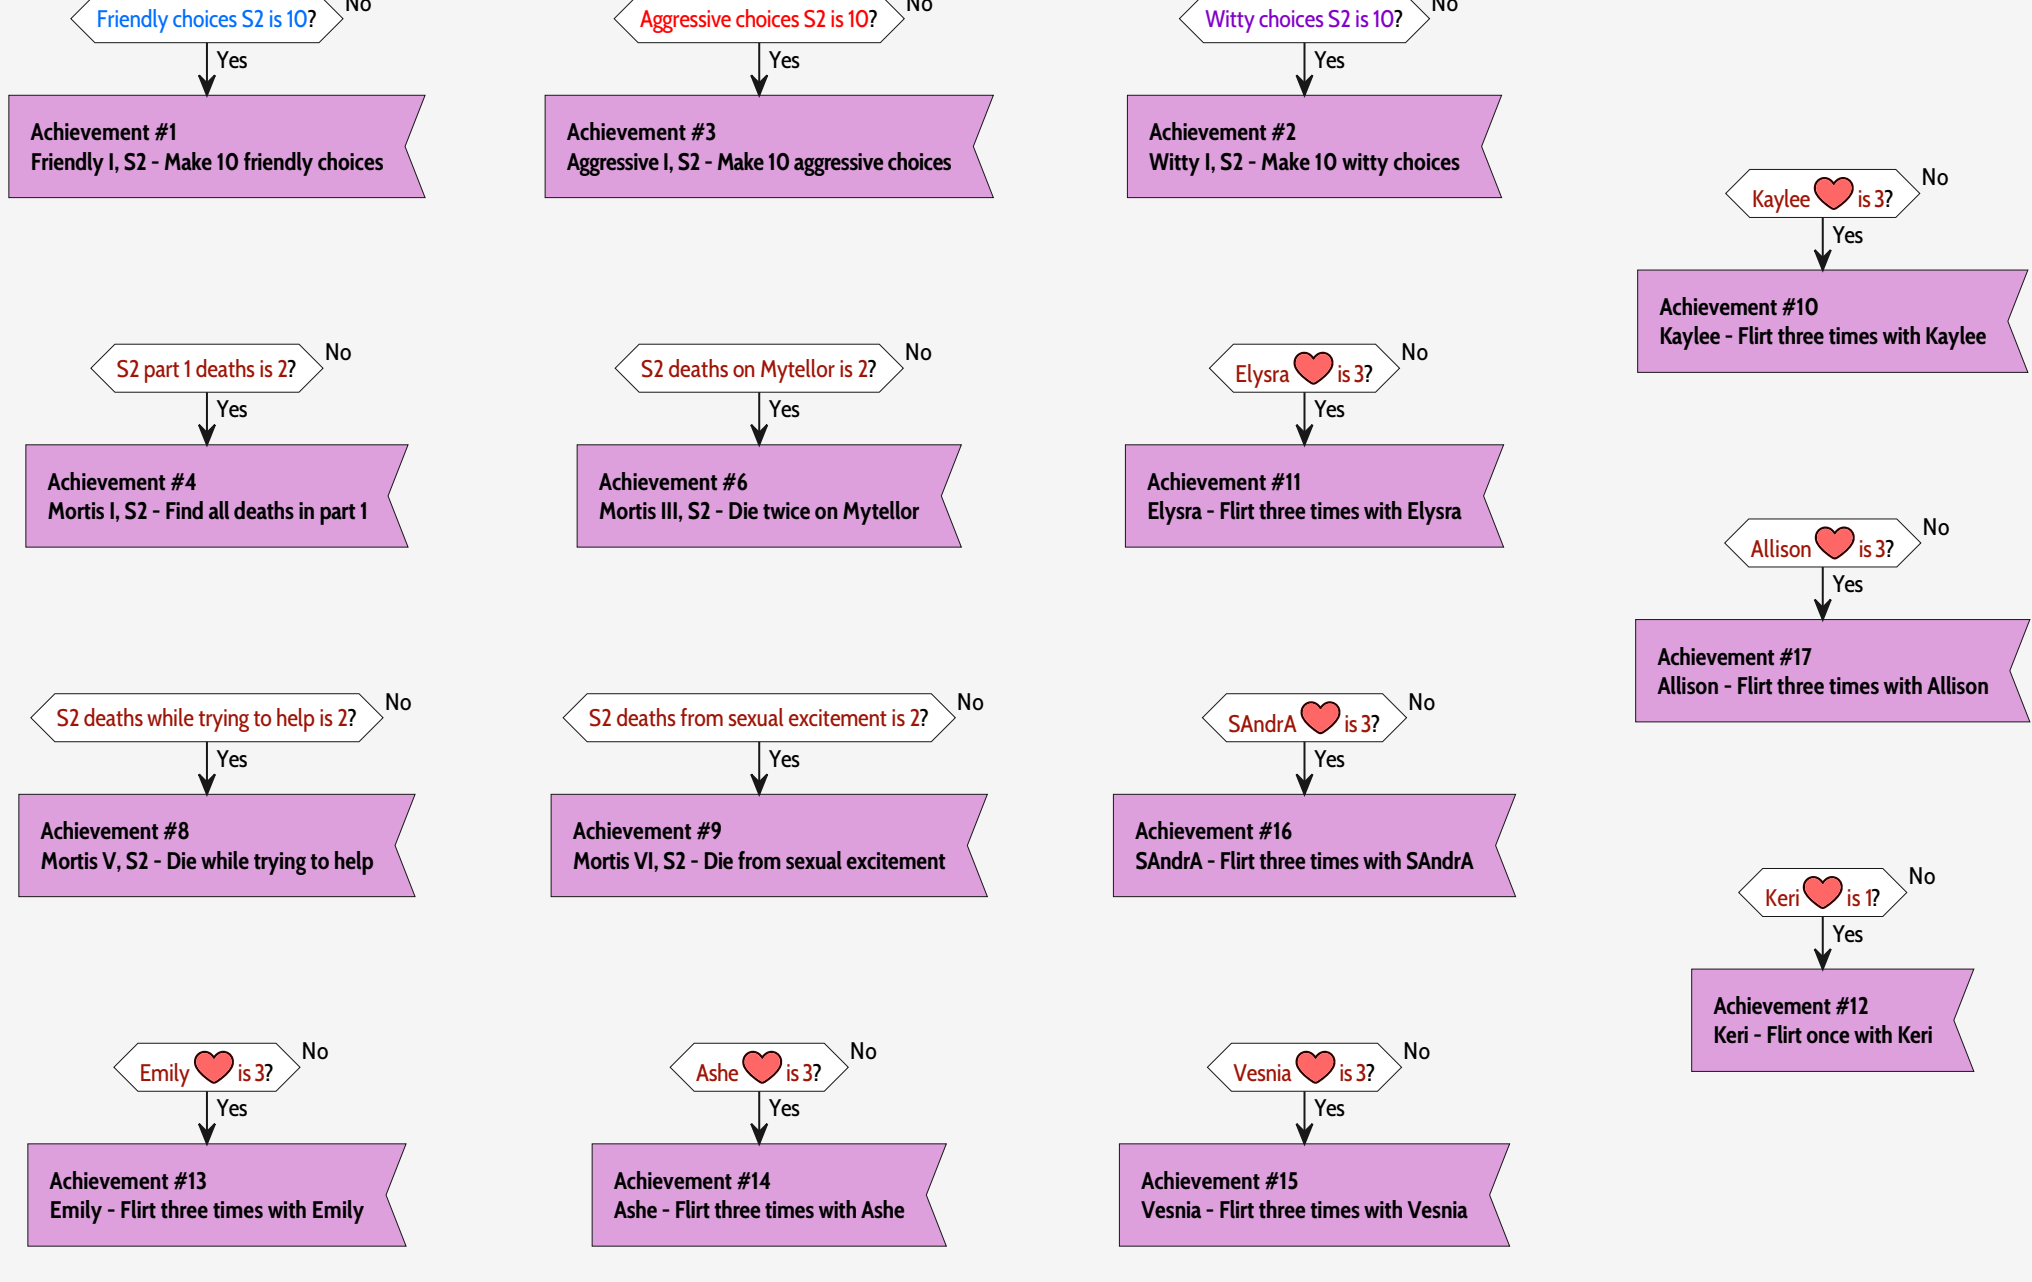 Friendly choices S2 is 10?
No
Yes
Achievement #1
Friendly I, S2 - Make 10 friendly choices
Aggressive choices S2 is 10?
No
Yes
Achievement #3
Aggressive I, S2 - Make 10 aggressive choices
Witty choices S2 is 10?
No
Yes
Achievement #2
Witty I, S2 - Make 10 witty choices
Kaylee is 3?
No
Yes
Achievement #10
Kaylee - Flirt three times with Kaylee
S2 part 1 deaths is 2?
No
Yes
Achievement #4
Mortis I, S2 - Find all deaths in part 1
S2 deaths on Mytellor is 2?
No
Yes
Achievement #6
Mortis III, S2 - Die twice on Mytellor
Elysra is 3?
No
Yes
Achievement #11
Elysra - Flirt three times with Elysra
Allison is 3?
No
Yes
Achievement #17
Allison - Flirt three times with Allison
S2 deaths while trying to help is 2?
No
Yes
Achievement #8
Mortis V, S2 - Die while trying to help
S2 deaths from sexual excitement is 2?
No
Yes
Achievement #9
Mortis VI, S2 - Die from sexual excitement
SAndrA is 3?
No
Yes
Achievement #16
SAndrA - Flirt three times with SAndrA
Keri is 1?
No
Yes
Achievement #12
Keri - Flirt once with Keri
Emily is 3?
No
Yes
Achievement #13
Emily - Flirt three times with Emily
Ashe is 3?
No
Yes
Achievement #14
Ashe - Flirt three times with Ashe
Vesnia is 3?
No
Yes
Achievement #15
Vesnia - Flirt three times with Vesnia